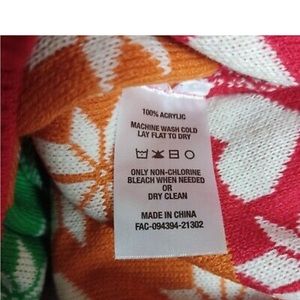 100% ACRYLIC
MACHINE WASH COLD
LAY FLAT TO DRY
ONLY NON-CHLORINE
BLEACH WHEN NEEDED
OR
DRY CLEAN
MADE IN CHINA
FAC-094394-21302